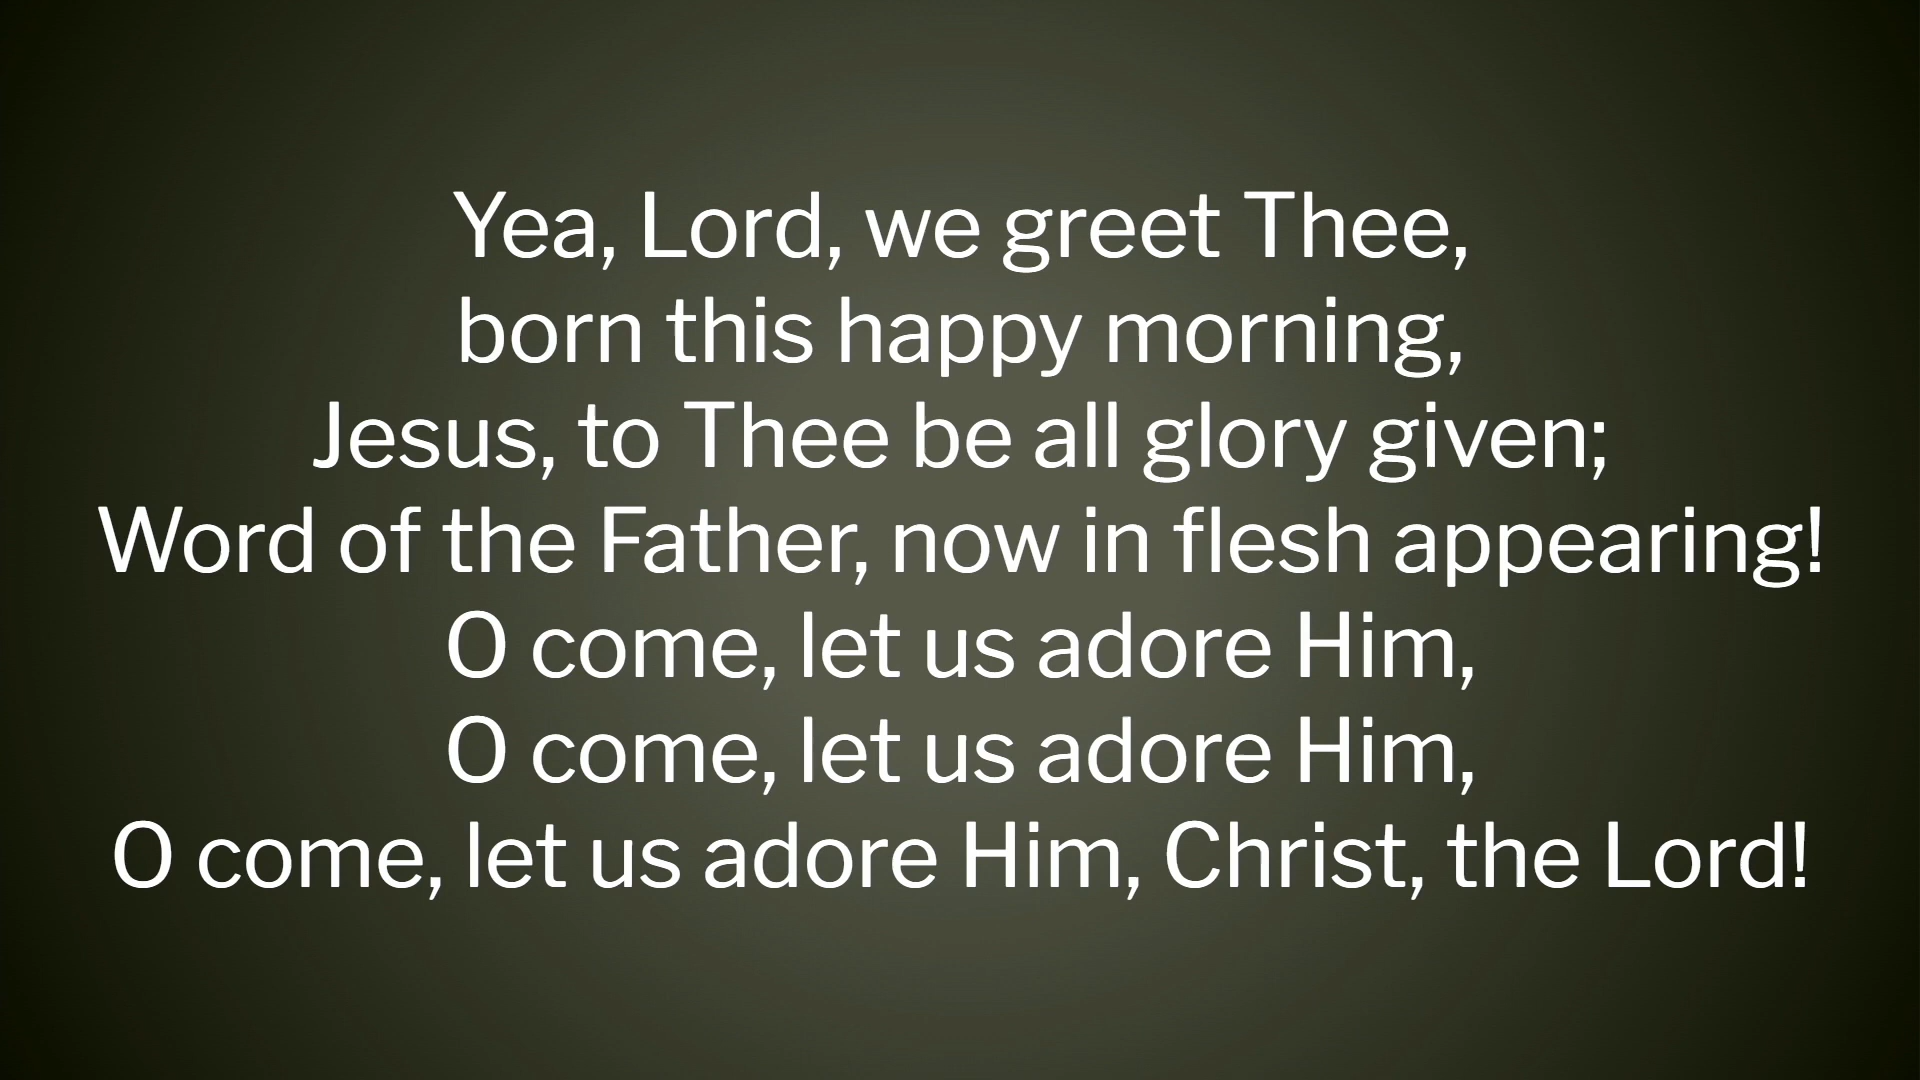 Yea, Lord, we greet Thee,
born this happy morning,
Jesus, to Thee be all glory given;
Word of the Father, now in flesh appearing!
O come, let us adore Him,
O come, let us adore Him,
O come, let us adore Him, Christ, the Lord!